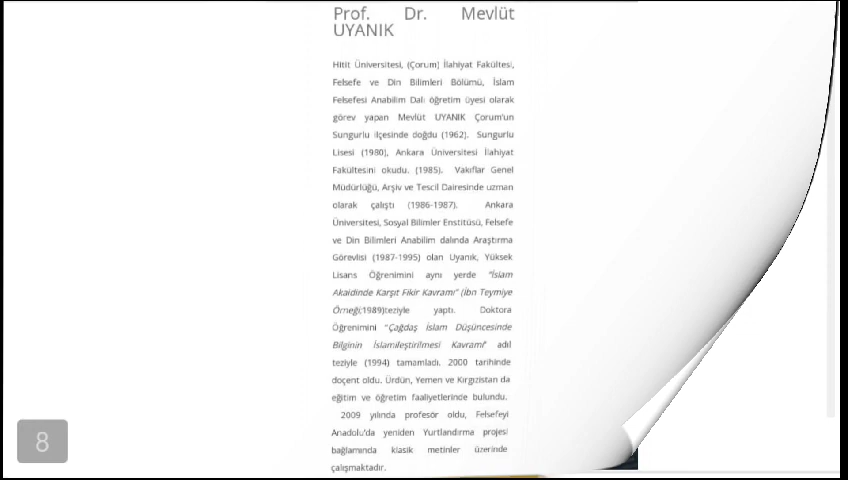 Prof. Dr. Mevlüt
UYANIK
Hitit Üniversitesi, (Çorum) İlahiyat Fakültesi,
Felsefe ve Din Bilimleri Bölümü, İslam
Felsefesi Anabilim Dalı öğretim üyesi olarak
görev yapan Mevlüt UYANIK Çorum'un
Sungurlu ilçesinde doğdu (1962). Sungurlu
Lisesi (1980), Ankara Üniversitesi İlahiyat
Fakültesini okudu. (1985). Vakıflar Genel
Müdürlüğü, Arşiv ve Tescil Dairesinde uzman
olarak çalıştı (1986-1987). Ankara
Üniversitesi, Sosyal Bilimler Enstitüsü, Felsefe
ve Din Bilimleri Anabilim dalında Araştırma
Görevlisi (1987-1995) olan Uyanık, Yüksek
Lisans Öğrenimini aynı yerde "İslam
Akaidinde Karşıt Fikir Kavramı" (İbn Teymiye
Örneği;1989)teziyle yaptı. Doktora
Öğrenimini "Çağdaş İslam Düşüncesinde
Bilginin İslamileştirilmesi Kavramı" adlı
teziyle (1994) tamamladı. 2000 tarihinde
doçent oldu. Ürdün, Yemen ve Kırgızistan da
eğitim ve öğretim faaliyetlerinde bulundu.
2009 yılında profesör oldu, Felsefeyi
Anadolu'da yeniden Yurtlandırma projesi
bağlamında klasik metinler üzerinde
çalışmaktadır.
8